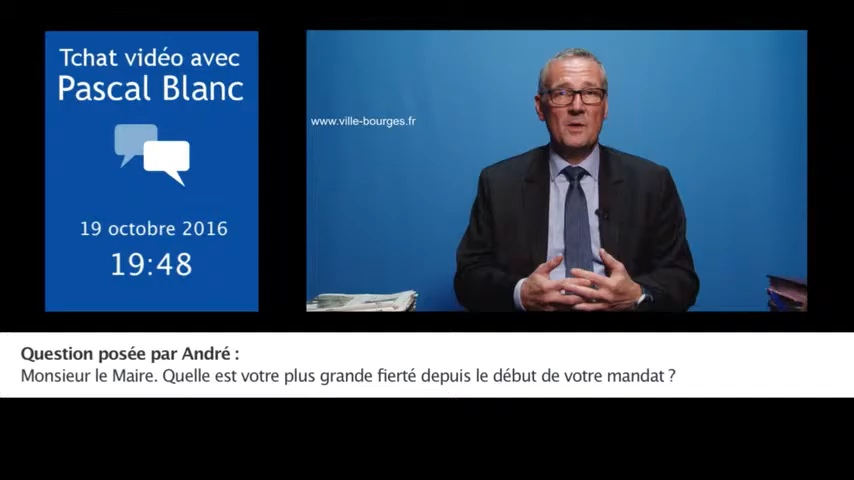 Tchat vidéo avec
Pascal Blanc
19 octobre 2016
19:48
www.ville-bourges.fr
Question posée par André :
Monsieur le Maire. Quelle est votre plus grande fierté depuis le début de votre mandat ?